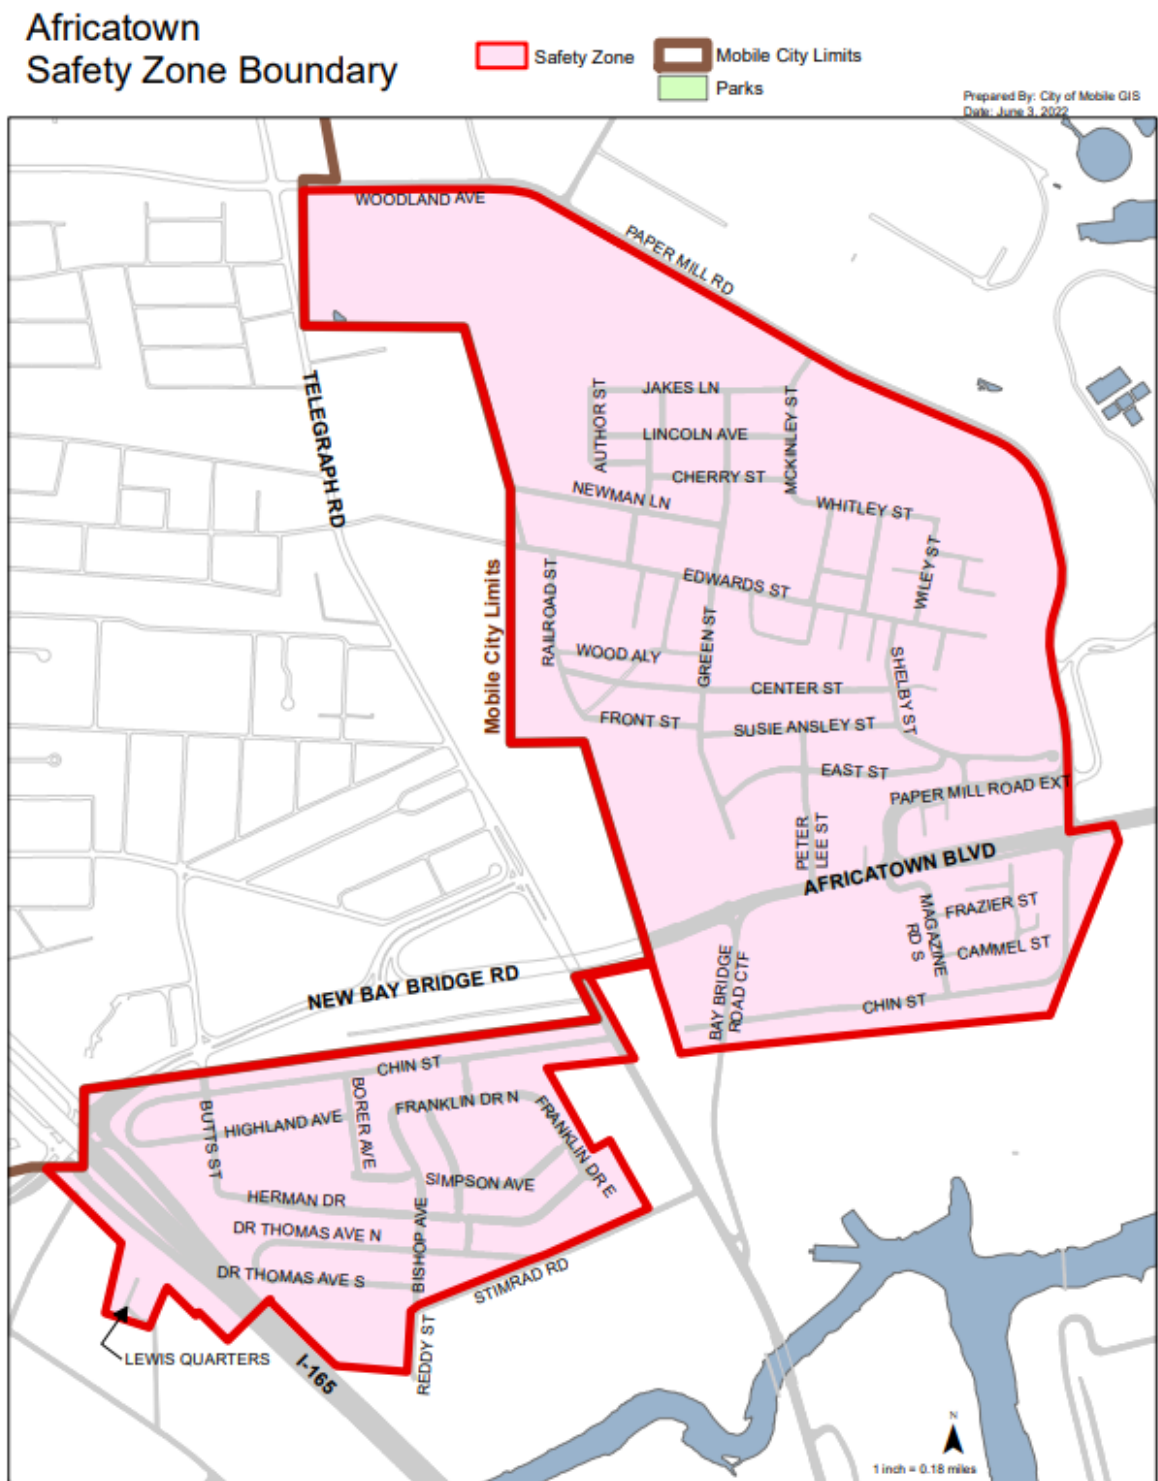 Africatown
Safety Zone Boundary
Safety Zone
Mobile City Limits
Parks
Prepared By: City of Mobile GIS
Date: June 3, 2022
WOODLAND AVE
PAPER MILL RD
TELEGRAPH RD
JAKES LN
AUTHOR ST
MCKINLEY ST
LINCOLN AVE
CHERRY ST
NEWMAN LN
WHITLEY ST
WILEY ST
EDWARDS ST
RAILROAD ST
Mobile City Limits
GREEN ST
WOOD ALY
SHELBY ST
CENTER ST
FRONT ST
SUSIE ANSLEY ST
EAST ST
PAPER MILL ROAD EXT
PETER
LEE ST
AFRICATOWN BLVD
FRAZIER ST
MAGAZINE
RD S
CAMMEL ST
BAY BRIDGE
ROAD CTF
CHIN ST
NEW BAY BRIDGE RD
CHIN ST
BORER AVE
FRANKLIN DR N
FRANKLIN DR E
BUTTS ST
HIGHLAND AVE
SIMPSON AVE
HERMAN DR
DR THOMAS AVE N
BISHOP AVE
DR THOMAS AVE S
STIMRAD RD
REDDY ST
LEWIS QUARTERS
I-165
N
1 inch = 0.18 miles